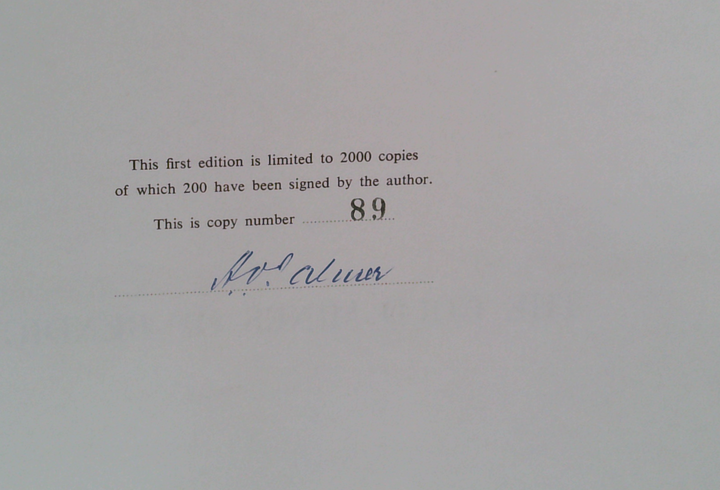 This first edition is limited to 2000 copies
of which 200 have been signed by the author.
This is copy number 89
A.V. Palmer